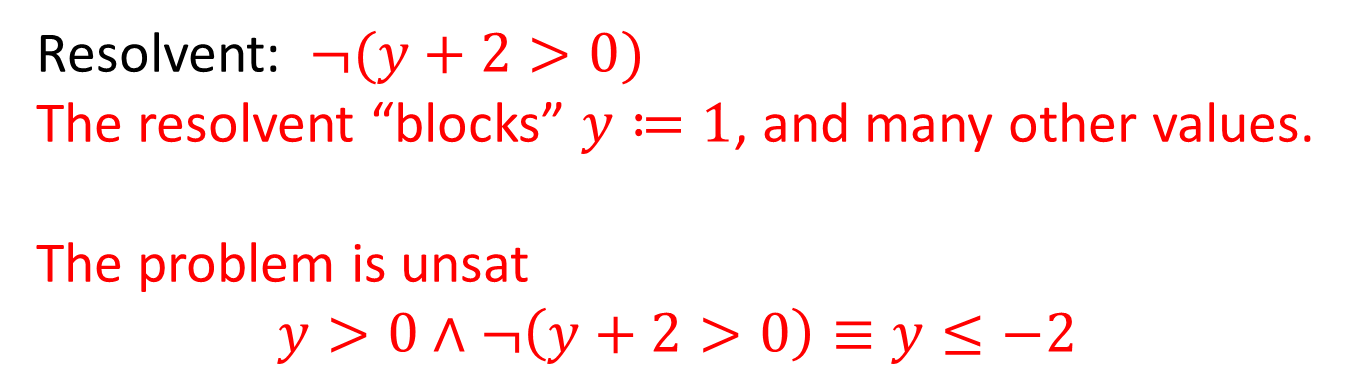 Resolvent: ¬(y + 2 > 0)
The resolvent “blocks” y ≔ 1, and many other values.
The problem is unsat
y > 0 ∧ ¬(y + 2 > 0) ≡ y ≤ −2